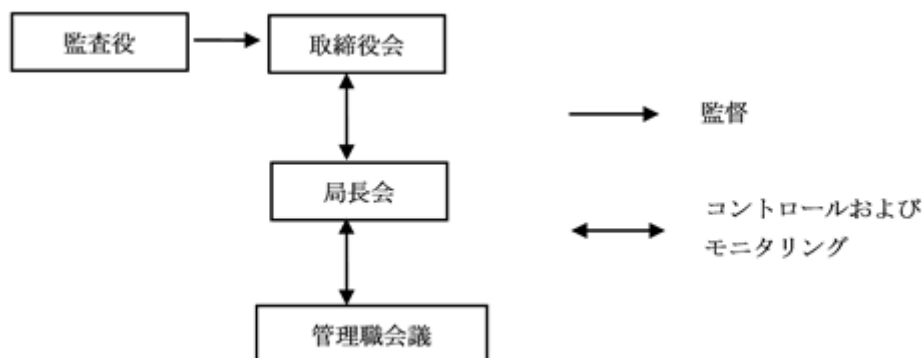 監査役
取締役会
監督
局長会
コントロールおよび
モニタリング
管理職会議